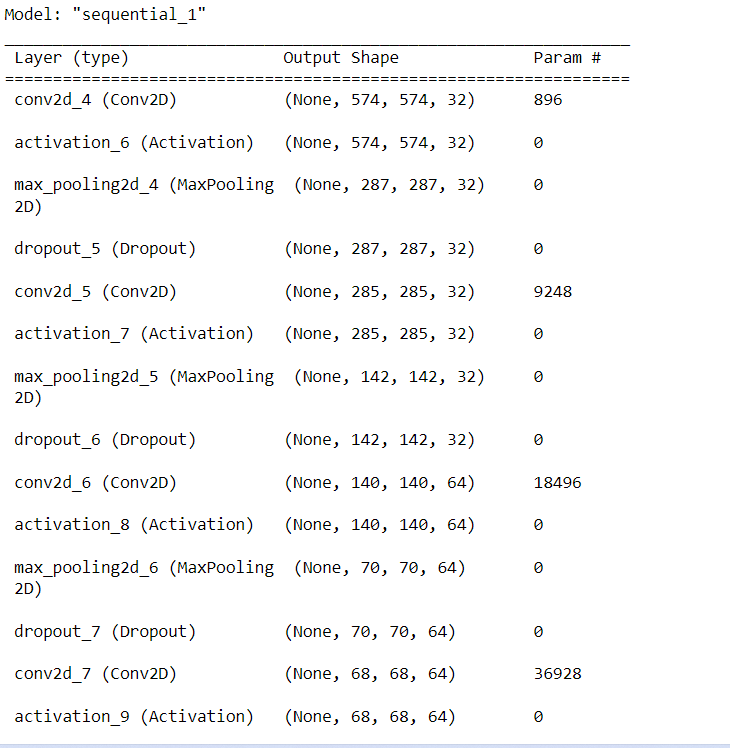 Model: "sequential_1"
Layer (type) Output Shape Param #
conv2d_4 (Conv2D) (None, 574, 574, 32) 896
activation_6 (Activation) (None, 574, 574, 32) 0
max_pooling2d_4 (MaxPooling (None, 287, 287, 32) 0
2D)
dropout_5 (Dropout) (None, 287, 287, 32) 0
conv2d_5 (Conv2D) (None, 285, 285, 32) 9248
activation_7 (Activation) (None, 285, 285, 32) 0
max_pooling2d_5 (MaxPooling (None, 142, 142, 32) 0
2D)
dropout_6 (Dropout) (None, 142, 142, 32) 0
conv2d_6 (Conv2D) (None, 140, 140, 64) 18496
activation_8 (Activation) (None, 140, 140, 64) 0
max_pooling2d_6 (MaxPooling (None, 70, 70, 64) 0
2D)
dropout_7 (Dropout) (None, 70, 70, 64) 0
conv2d_7 (Conv2D) (None, 68, 68, 64) 36928
activation_9 (Activation) (None, 68, 68, 64) 0